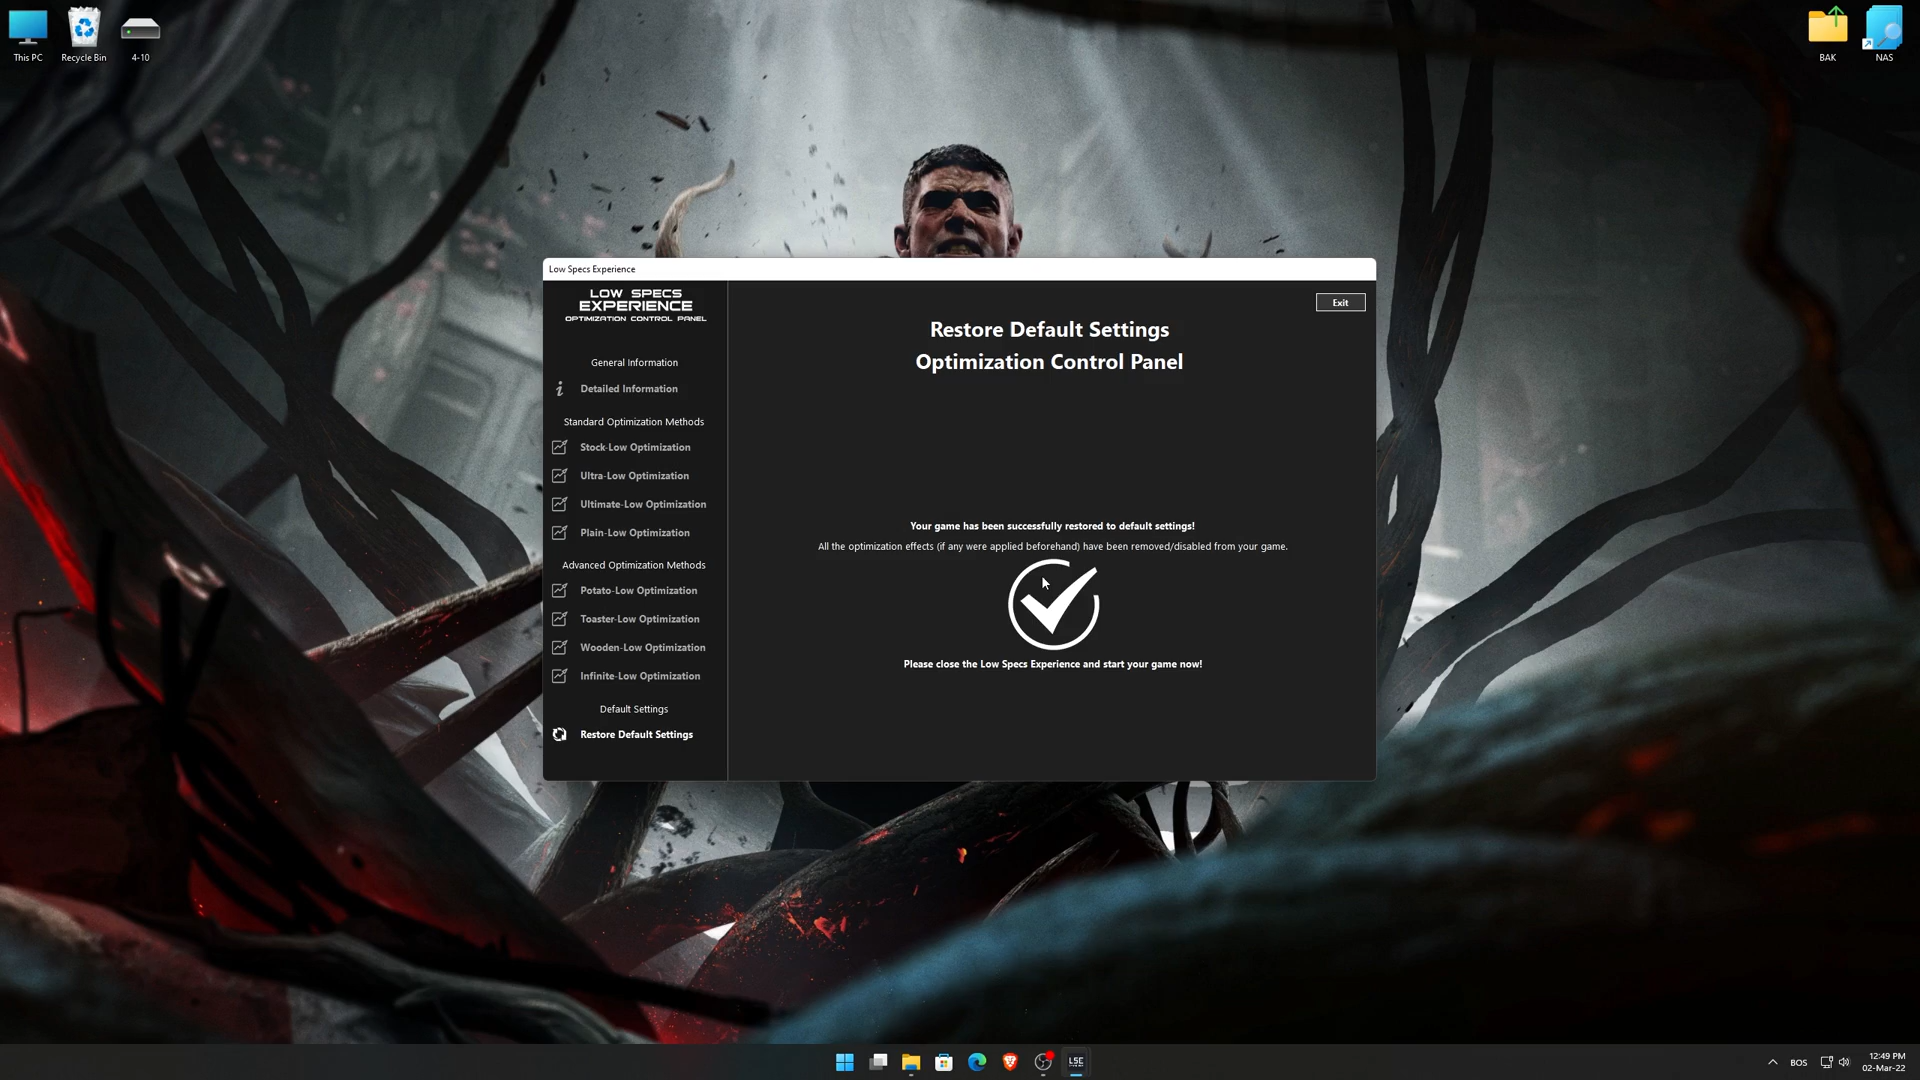 This PC
Recycle Bin
4-10
BAK
NAS
Low Specs Experience
LOW SPECS
EXPERIENCE
OPTIMIZATION CONTROL PANEL
General Information
Detailed Information
Standard Optimization Methods
Stock-Low Optimization
Ultra-Low Optimization
Ultimate-Low Optimization
Plain-Low Optimization
Advanced Optimization Methods
Potato-Low Optimization
Toaster-Low Optimization
Wooden-Low Optimization
Infinite-Low Optimization
Default Settings
Restore Default Settings
Exit
Restore Default Settings
Optimization Control Panel
Your game has been successfully restored to default settings!
All the optimization effects (if any were applied beforehand) have been removed/disabled from your game.
Please close the Low Specs Experience and start your game now!
LSE
BOS
12:49 PM
02-Mar-22